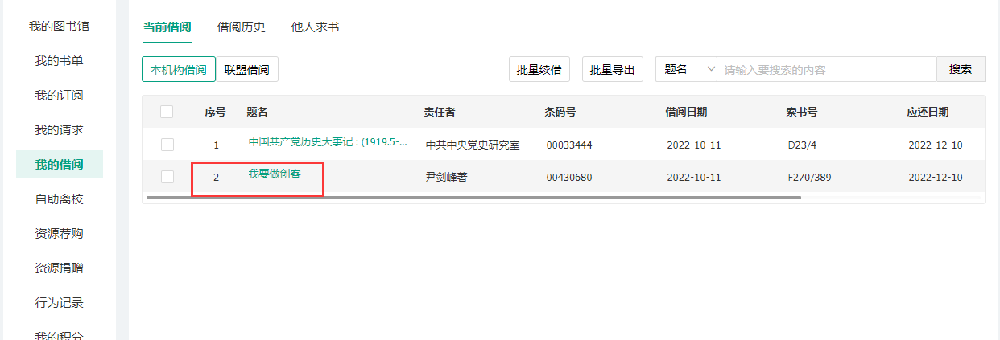 我的图书馆
我的书单
我的订阅
我的请求
我的借阅
自助离校
资源荐购
资源捐赠
行为记录
我的积分
当前借阅 借阅历史 他人求书
本机构借阅 联盟借阅 批量续借 批量导出 题名 请输入要搜索的内容 搜索
序号 题名 责任者 条码号 借阅日期 索书号 应还日期
1 中国共产党历史大事记 : (1919.5-... 中共中央党史研究室 00033444 2022-10-11 D23/4 2022-12-10
2 我要做创客 尹剑峰著 00430680 2022-10-11 F270/389 2022-12-10